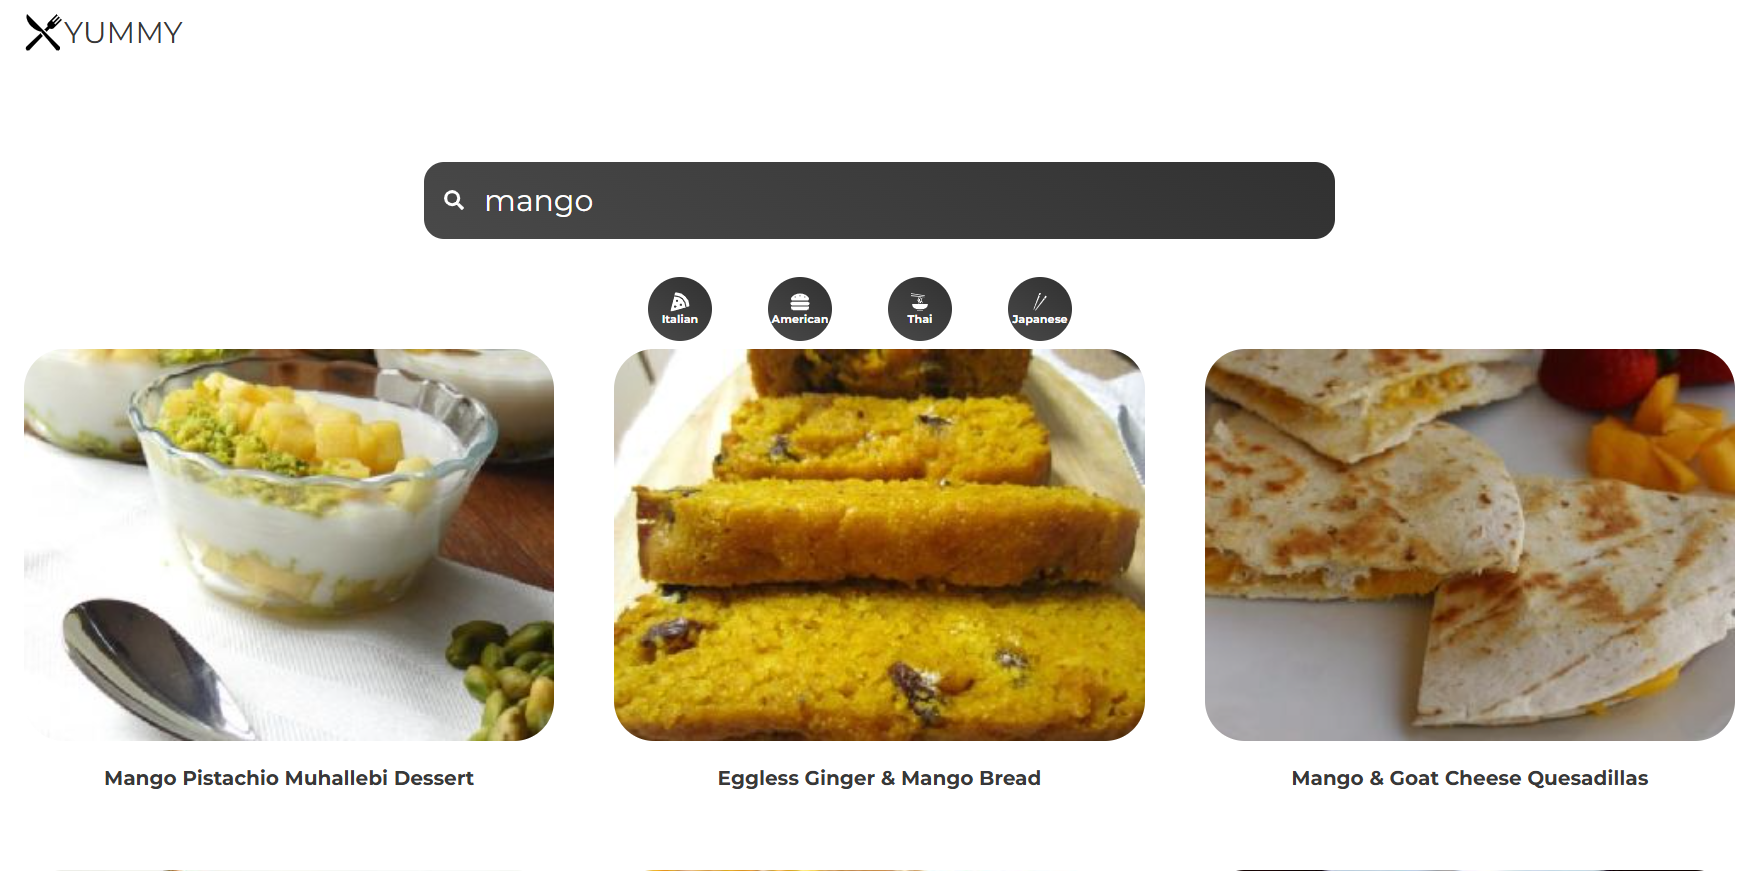 YUMMY
mango
Italian
American
Thai
Japanese
Mango Pistachio Muhallebi Dessert
Eggless Ginger & Mango Bread
Mango & Goat Cheese Quesadillas